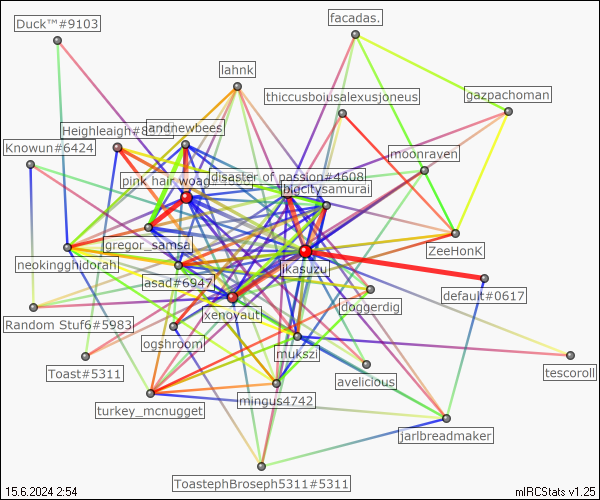 Duck™#9103
facadas.
lahnk
thiccusboiusalexusjoneus
gazpachoman
Heighleigh#8
andnewbees
Knowun#6424
moonraven
disaster of passion#4608
pink hair woad#
bigcitysamurai
gregor_samsa
ZeeHonK
neokingghidorah
jkasuzu
asad#6947
default#0617
doggerdig
xenoyaut
Random Stuf6#5983
ogshroom
mukszi
Toast#5311
tescoroll
avelicious
turkey_mcnugget
mingus4742
jarlbreadmaker
ToastephBroseph5311#5311
15.6.2024 2:54
mIRCStats v1.25